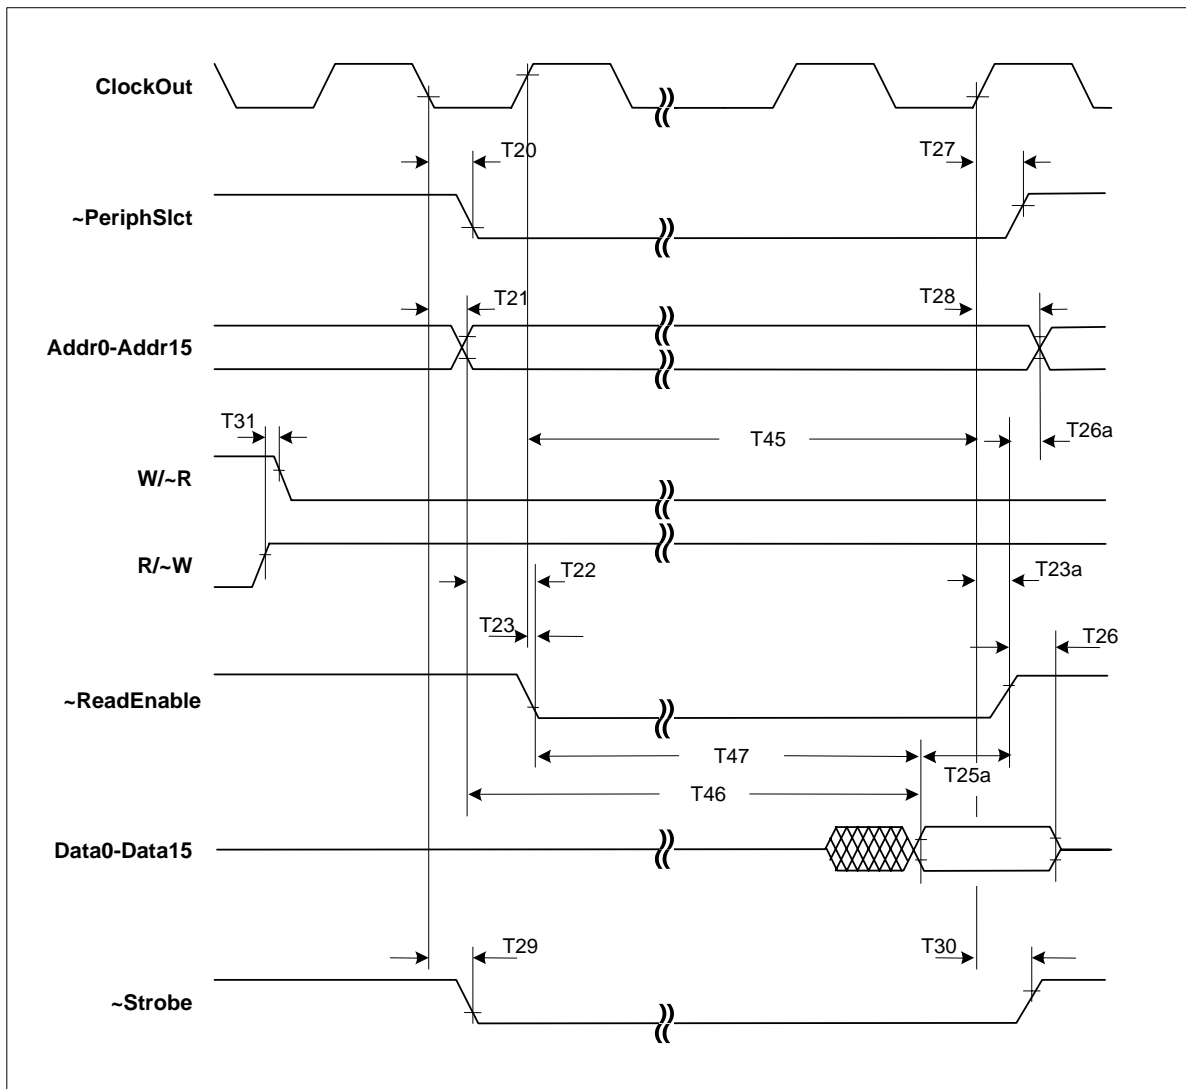 ClockOut
T20
T27
~PeriphSlct
T21
T28
Addr0-Addr15
T31
T45
T26a
W/~R
R/~W
T22
T23a
T23
T26
~ReadEnable
T47
T25a
T46
Data0-Data15
T29
T30
~Strobe